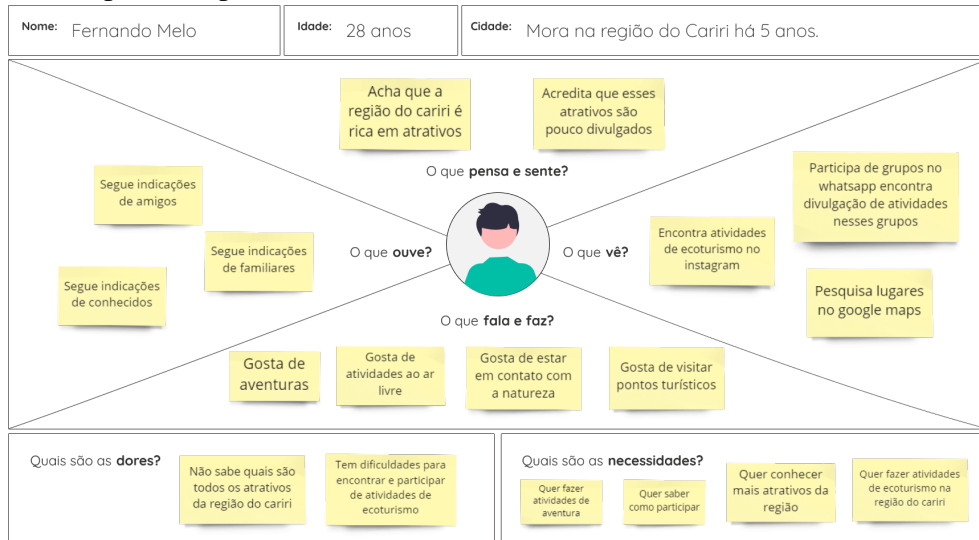 Nome: Fernando Melo
Idade: 28 anos
Cidade: Mora na região do Cariri há 5 anos.
Acha que a
região do cariri é
rica em atrativos
Acredita que esses
atrativos são
pouco divulgados
O que pensa e sente?
Segue indicações
de amigos
Segue indicações
de familiares
Segue indicações
de conhecidos
O que ouve?
O que vê?
Encontra atividades
de ecoturismo no
instagram
Participa de grupos no
whatsapp encontra
divulgação de atividades
nesses grupos
Pesquisa lugares
no google maps
O que fala e faz?
Gosta de
aventuras
Gosta de
atividades ao ar
livre
Gosta de estar
em contato com
a natureza
Gosta de visitar
pontos turísticos
Quais são as dores?
Não sabe quais são
todos os atrativos
da região do cariri
Tem dificuldades para
encontrar e participar
de atividades de
ecoturismo
Quais são as necessidades?
Quer fazer
atividades de
aventura
Quer saber
como participar
Quer conhecer
mais atrativos da
região
Quer fazer atividades
de ecoturismo na
região do cariri